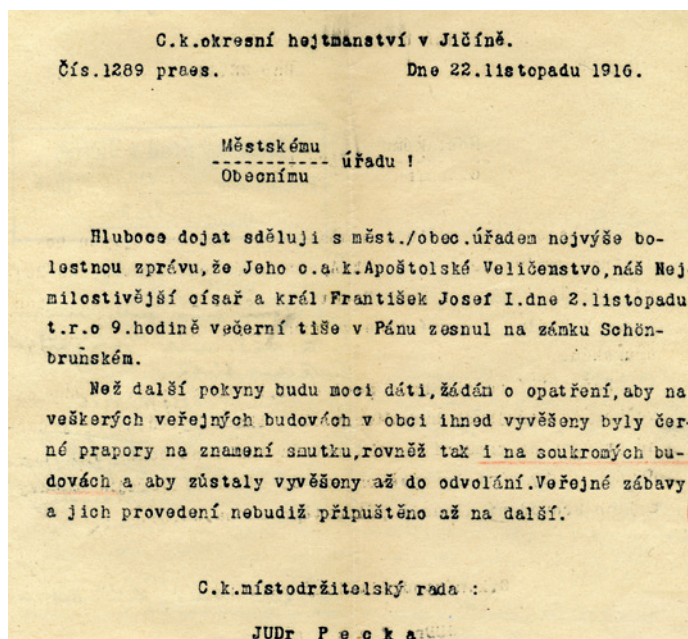 C.k.okresní hejtmanství v Jičíně.
Čís.1289 praes. Dne 22.listopadu 1916.
Městskému
----------- úřadu !
Obecnímu
Hluboce dojat sděluji s měst./obec.úřadem nejvýše bo-
lestnou zprávu,že Jeho c.a k.Apoštolské Veličenstvo,náš Nej-
milostivější císař a král František Josef I.dne 2.listopadu
t.r.o 9.hodině večerní tiše v Pánu zesnul na zámku Schön-
brunském.
Než další pokyny budu moci dáti,žádán o opatření,aby na
veškerých veřejných budovách v obci ihned vyvěšeny byly čer-
né prapory na znamení smutku,rovněž tak i na soukromých bu-
dovách a aby zůstaly vyvěšeny až do odvolání.Veřejné zábavy
a jich provedení nebudiž připuštěno až na další.
C.k.místodržitelský rada :
JUDr P e c k a